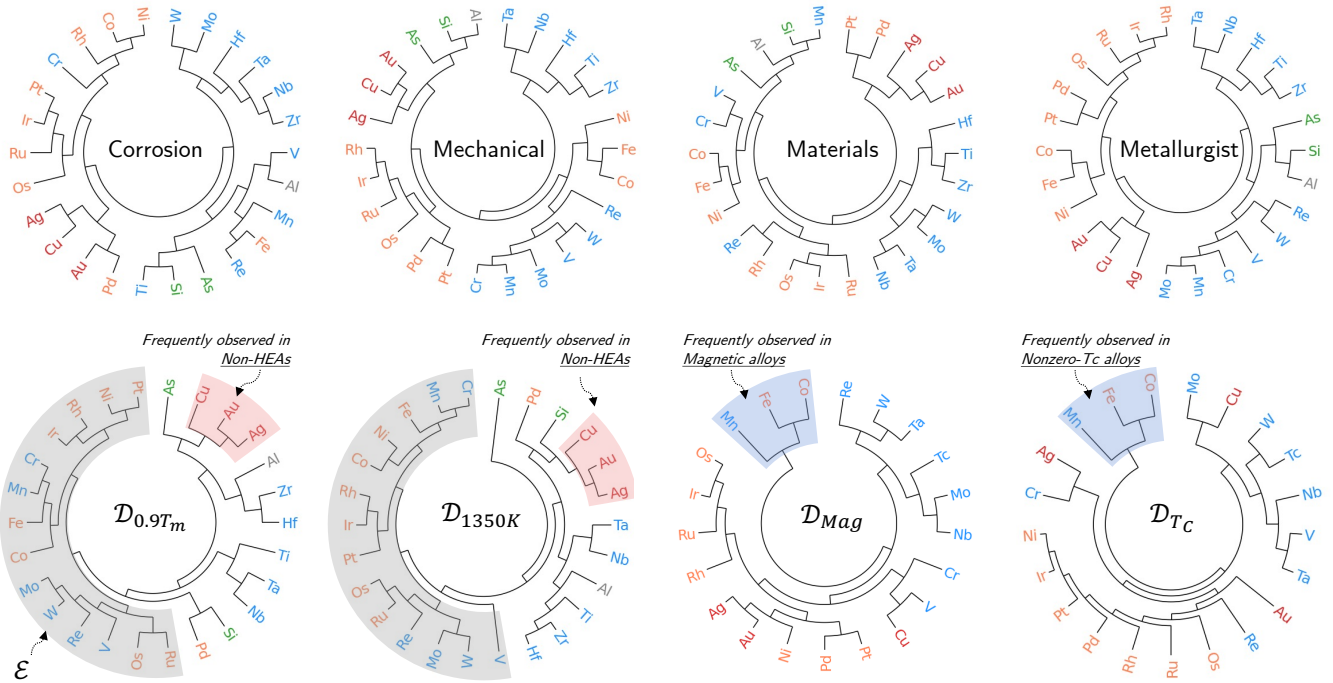 Corrosion
W
Mo
Hf
Ta
Nb
Zr
V
Al
Mn
Fe
Re
As
Si
Ti
Pd
Au
Cu
Ag
Os
Ru
Ir
Pt
Cr
Rh
Co
Ni
Mechanical
Ta
Nb
Hf
Ti
Zr
Ni
Fe
Co
Re
W
V
Mo
Mn
Cr
Pt
Pd
Os
Ru
Ir
Rh
Ag
Cu
Au
As
Si
Al
Materials
Pt
Pd
Ag
Cu
Au
Hf
Ti
Zr
W
Mo
Ta
Nb
Ru
Ir
Os
Rh
Re
Ni
Fe
Co
Cr
V
As
Al
Si
Mn
Metallurgist
Ta
Nb
Hf
Ti
Zr
As
Si
Al
Re
W
V
Cr
Mn
Mo
Ag
Cu
Au
Ni
Fe
Co
Pt
Pd
Os
Ru
Ir
Rh
Frequently observed in
Non-HEAs
𝒟0.9Tm
As
Cu
Au
Ag
Al
Zr
Hf
Ti
Ta
Nb
Si
Pd
Ru
Os
V
Re
W
Mo
Co
Fe
Mn
Cr
Ir
Rh
Ni
Pt
ℰ
Frequently observed in
Non-HEAs
𝒟1350K
As
Pd
Si
Cu
Au
Ag
Ta
Nb
Al
Ti
Zr
Hf
V
W
Mo
Re
Ru
Os
Pt
Ir
Rh
Co
Ni
Fe
Mn
Cr
Frequently observed in
Magnetic alloys
𝒟Mag
Re
W
Ta
Tc
Mo
Nb
Cr
V
Cu
Pt
Pd
Ni
Au
Ag
Rh
Ru
Ir
Os
Mn
Fe
Co
Frequently observed in
Nonzero-Tc alloys
𝒟TC
Mo
Cu
W
Tc
Nb
V
Ta
Au
Re
Os
Ru
Rh
Pd
Pt
Ir
Ni
Cr
Ag
Mn
Fe
Co